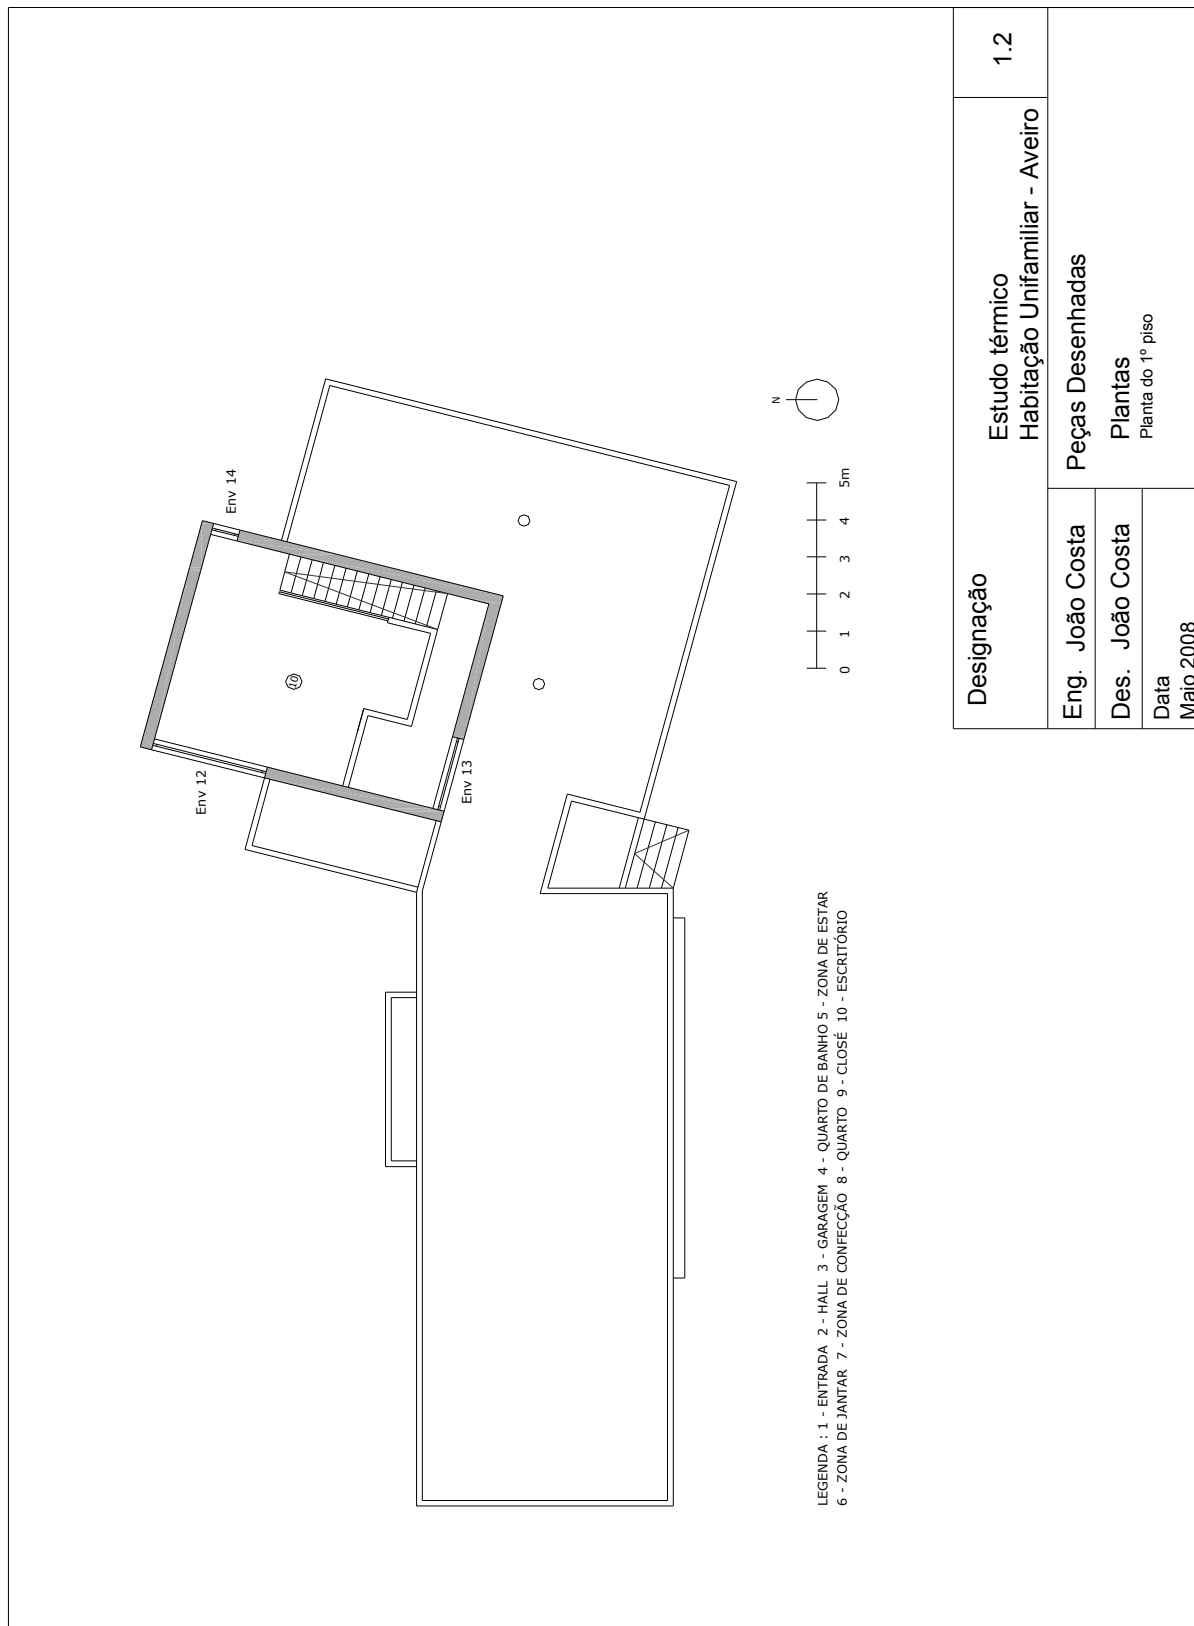 Env 12
Env 13
Env 14
10
N
0 1 2 3 4 5m
LEGENDA : 1 - ENTRADA 2 - HALL 3 - GARAGEM 4 - QUARTO DE BANHO 5 - ZONA DE ESTAR
6 - ZONA DE JANTAR 7 - ZONA DE CONFECÇÃO 8 - QUARTO 9 - CLOSÉ 10 - ESCRITÓRIO
Designação
1.2
Estudo térmico
Habitação Unifamiliar - Aveiro
Eng. João Costa
Peças Desenhadas
Des. João Costa
Plantas
Planta do 1º piso
Data
Maio 2008